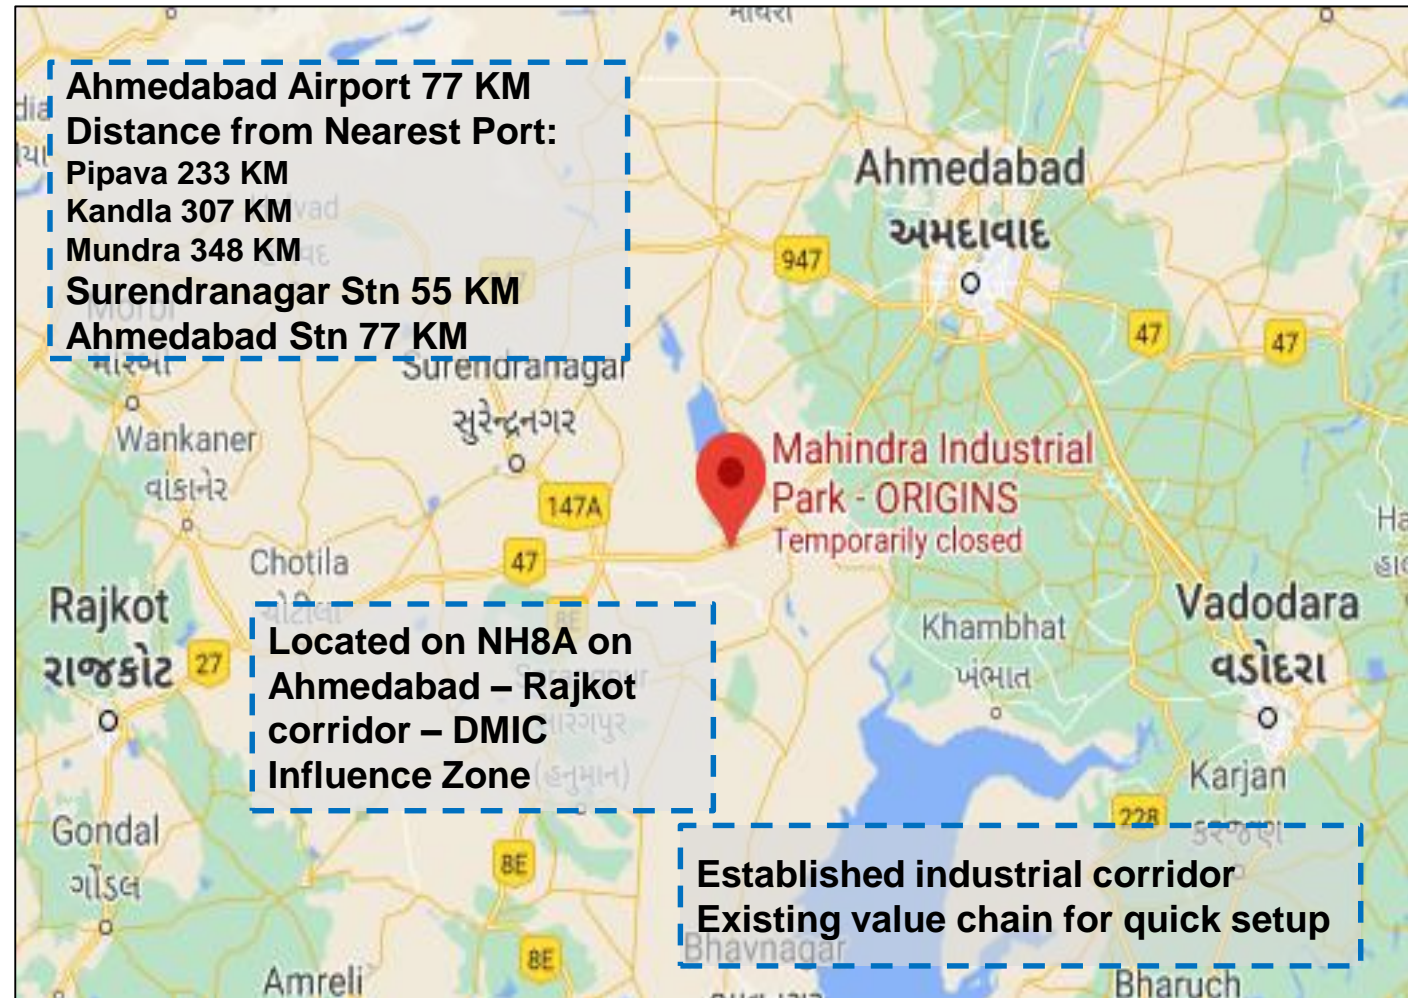 Ahmedabad Airport 77 KM
Distance from Nearest Port:
Pipava 233 KM
Kandla 307 KM
Mundra 348 KM
Surendranagar Stn 55 KM
Ahmedabad Stn 77 KM
Ahmedabad
અમદાવાદ
947
47
47
Surendranagar
સુરેન્દ્રનગર
Wankaner
વાંકાનેર
Mahindra Industrial
Park - ORIGINS
Temporarily closed
147A
47
Chotila
Rajkot
રાજકોટ
27
Khambhat
ખંભાત
Vadodara
વડોદરા
Located on NH8A on
Ahmedabad – Rajkot
corridor – DMIC
Influence Zone
(હનુમાન)
Karjan
કરજણ
228
Gondal
ગોંડલ
8E
Established industrial corridor
Existing value chain for quick setup
Bhavnagar
8E
Amreli
Bharuch